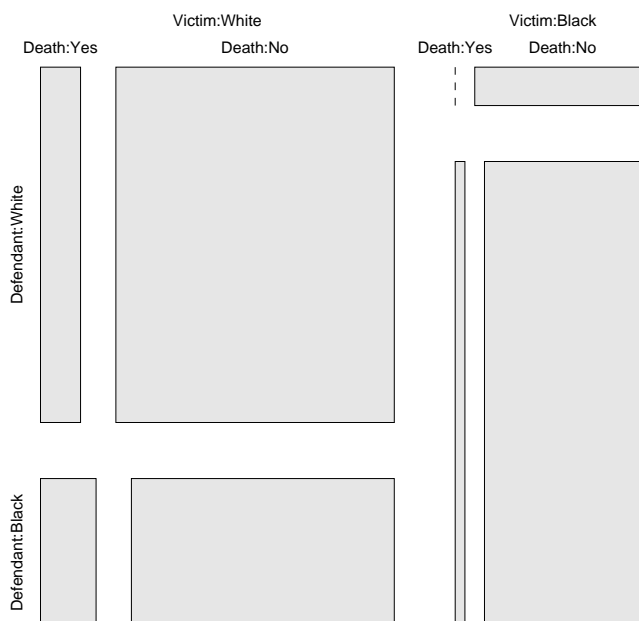 Victim:White Victim:Black
Death:Yes Death:No Death:Yes Death:No
Defendant:White
Defendant:Black